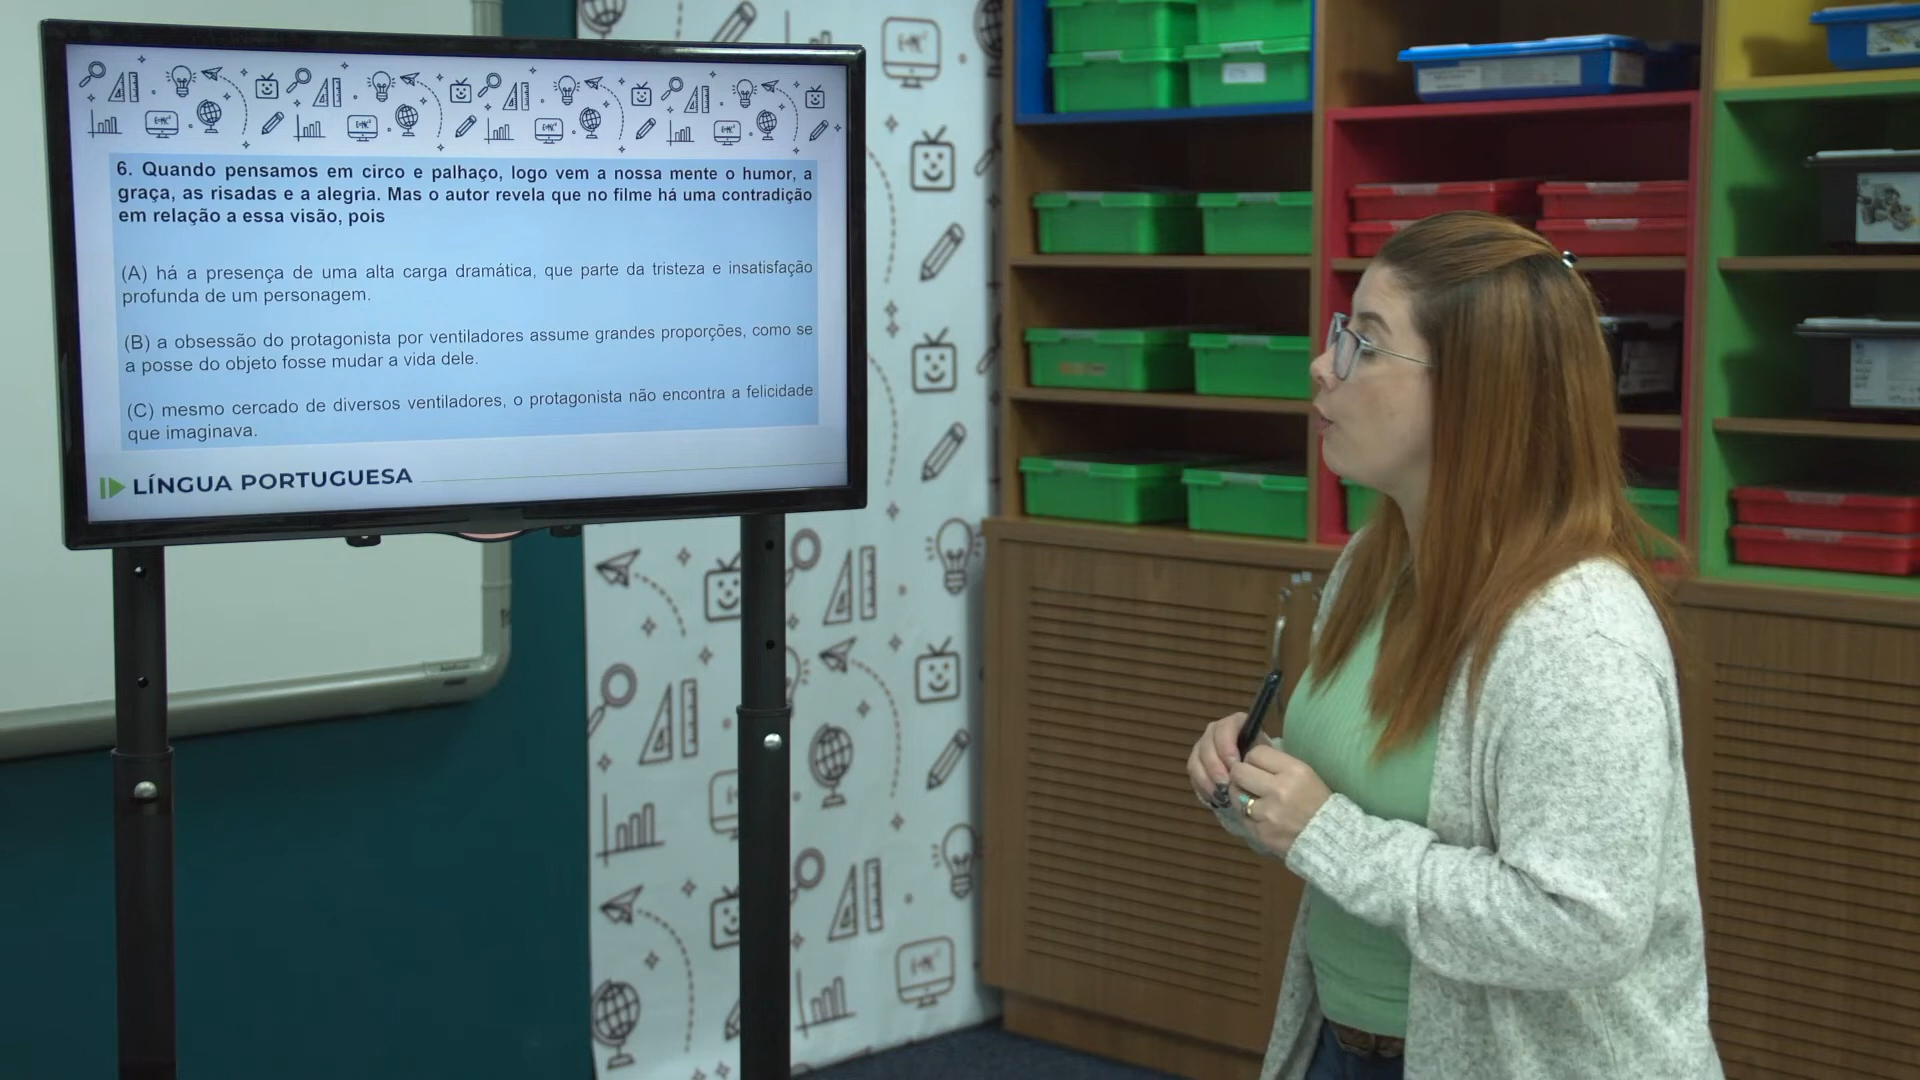 6. Quando pensamos em circo e palhaço, logo vem a nossa mente o humor, a
graça, as risadas e a alegria. Mas o autor revela que no filme há uma contradição
em relação a essa visão, pois
(A) há a presença de uma alta carga dramática, que parte da tristeza e insatisfação
profunda de um personagem.
(B) a obsessão do protagonista por ventiladores assume grandes proporções, como se
a posse do objeto fosse mudar a vida dele.
(C) mesmo cercado de diversos ventiladores, o protagonista não encontra a felicidade
que imaginava.
LÍNGUA PORTUGUESA